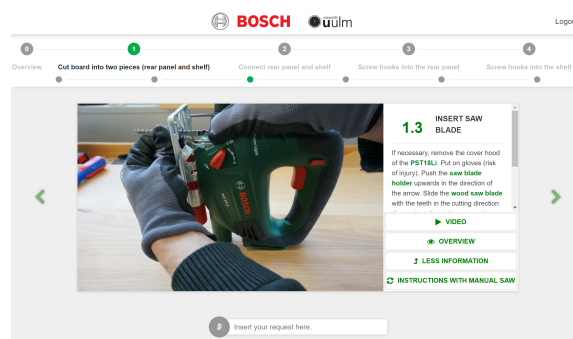 BOSCH
uulm
Logou
0
1
2
3
4
Overview
Cut board into two pieces (rear panel and shelf)
Connect rear panel and shelf
Screw hooks into the rear panel
Screw hooks into the shelf
1.3
INSERT SAW
BLADE
If necessary, remove the cover hood
of the PST18Li. Put on gloves (risk
of injury). Push the saw blade
holder upwards in the direction of
the arrow. Slide the wood saw blade
with the teeth in the cutting direction
BOSCH
VIDEO
OVERVIEW
LESS INFORMATION
INSTRUCTIONS WITH MANUAL SAW
Insert your request here.